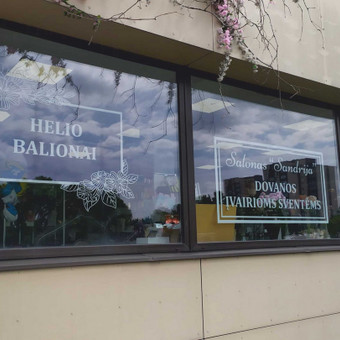 HELIO
BALIONAI
Salonas "Sandrija"
DOVANOS
ĮVAIRIOMS ŠVENTĖMS